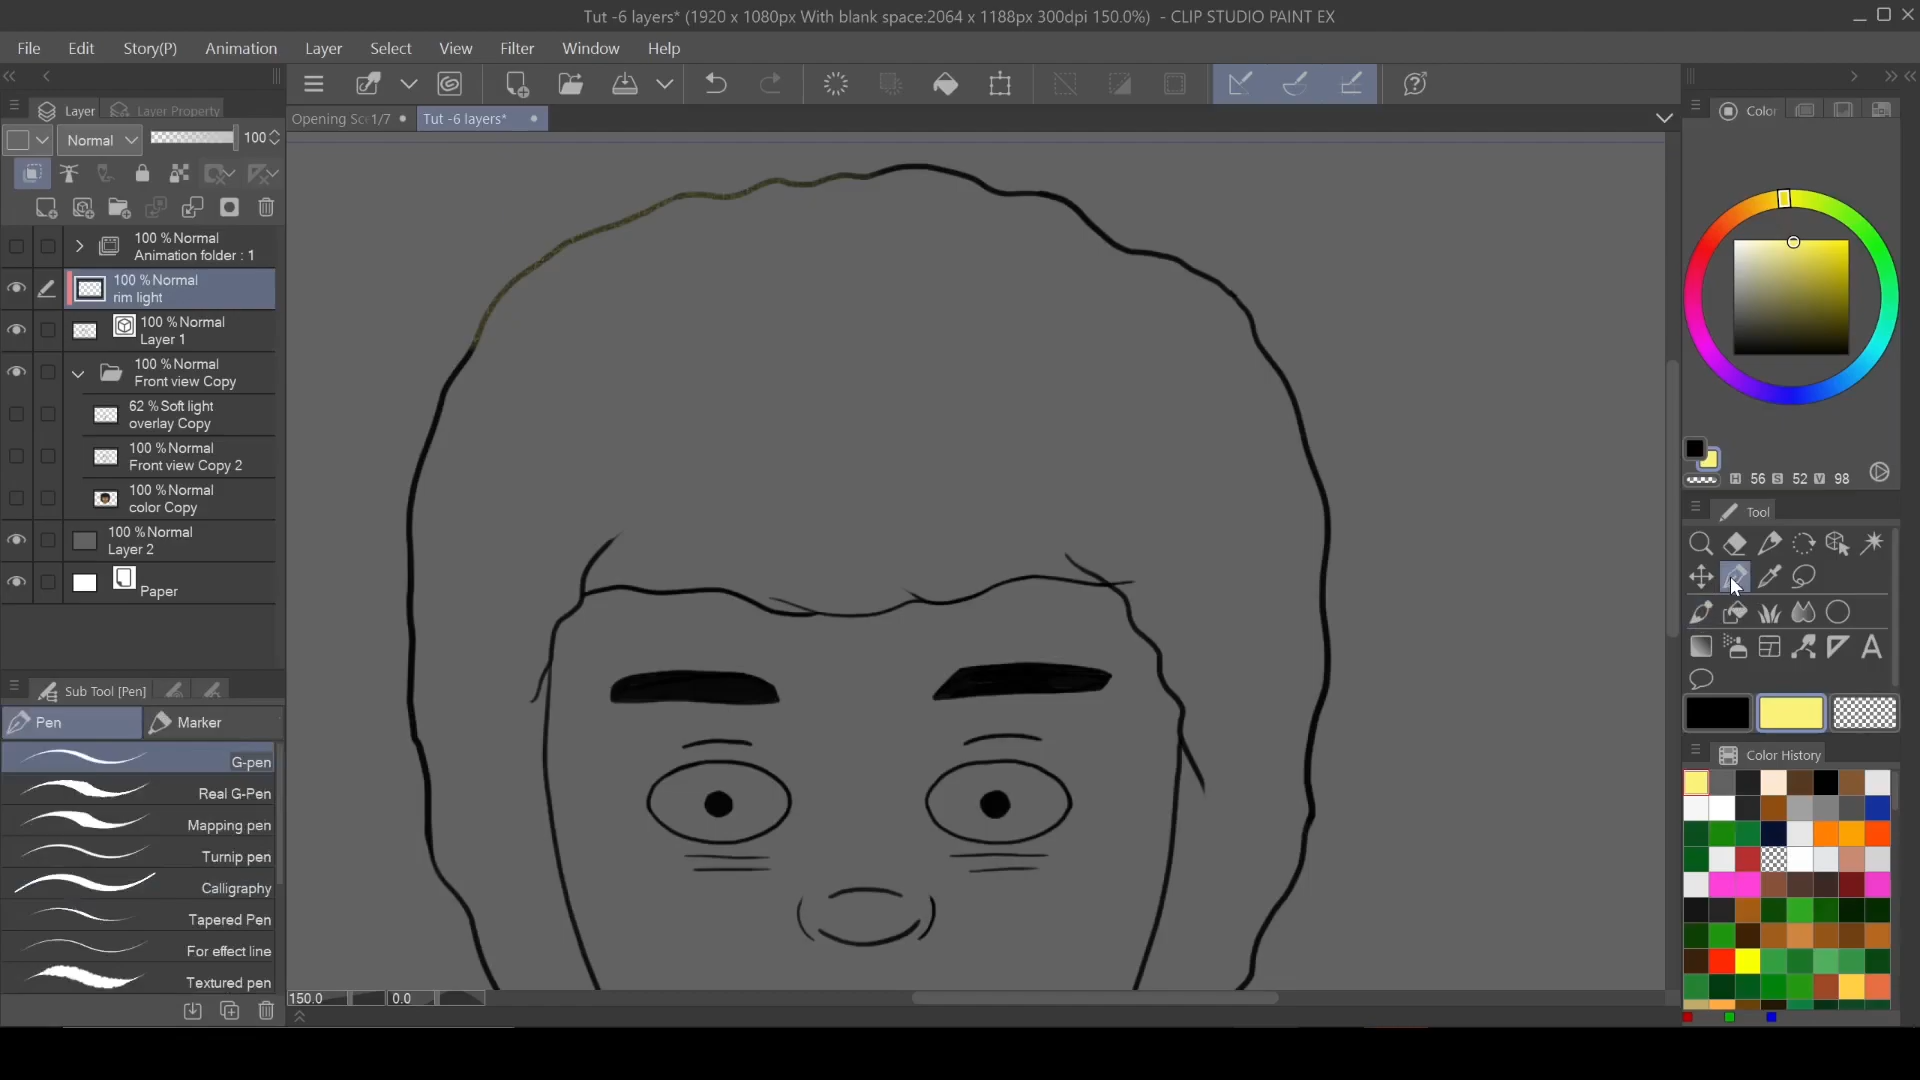 Tut -6 layers* (1920 x 1080px With blank space:2064 x 1188px 300dpi 150.0%) - CLIP STUDIO PAINT EX
File Edit Story(P) Animation Layer Select View Filter Window Help
Layer Layer Property
Opening Sc 1/7 Tut -6 layers*
Color
Normal 100
100 %Normal
Animation folder : 1
100 %Normal
rim light
100 %Normal
Layer 1
100 %Normal
Front view Copy
62 %Soft light
overlay Copy
100 %Normal
Front view Copy 2
100 %Normal
color Copy
100 %Normal
Layer 2
Paper
H 56 S 52 V 98
Tool
A
Sub Tool [Pen]
Pen Marker
G-pen
Real G-Pen
Mapping pen
Turnip pen
Calligraphy
Tapered Pen
For effect line
Textured pen
Color History
150.0 0.0